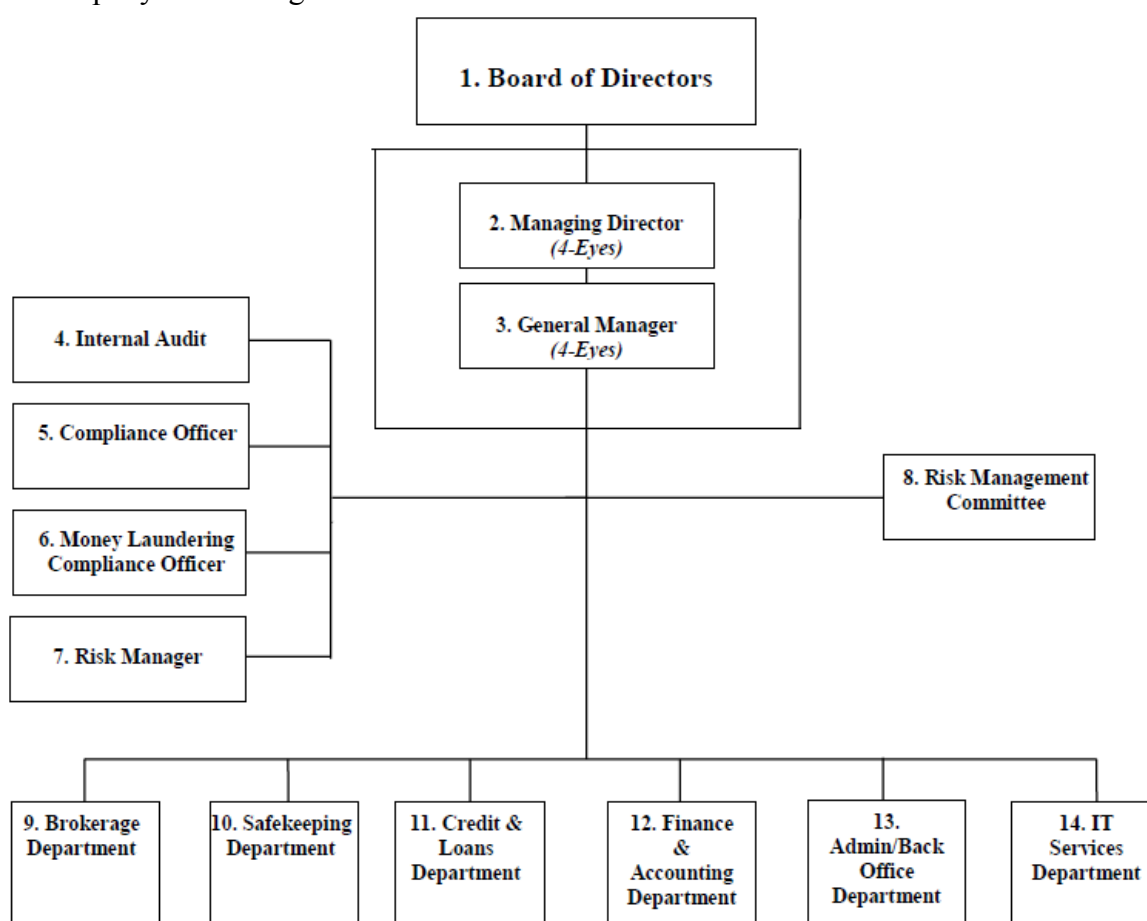 1. Board of Directors
2. Managing Director
(4-Eyes)
3. General Manager
(4-Eyes)
4. Internal Audit
5. Compliance Officer
6. Money Laundering
Compliance Officer
7. Risk Manager
8. Risk Management
Committee
9. Brokerage
Department
10. Safekeeping
Department
11. Credit &
Loans
Department
12. Finance
&
Accounting
Department
13.
Admin/Back
Office
Department
14. IT
Services
Department